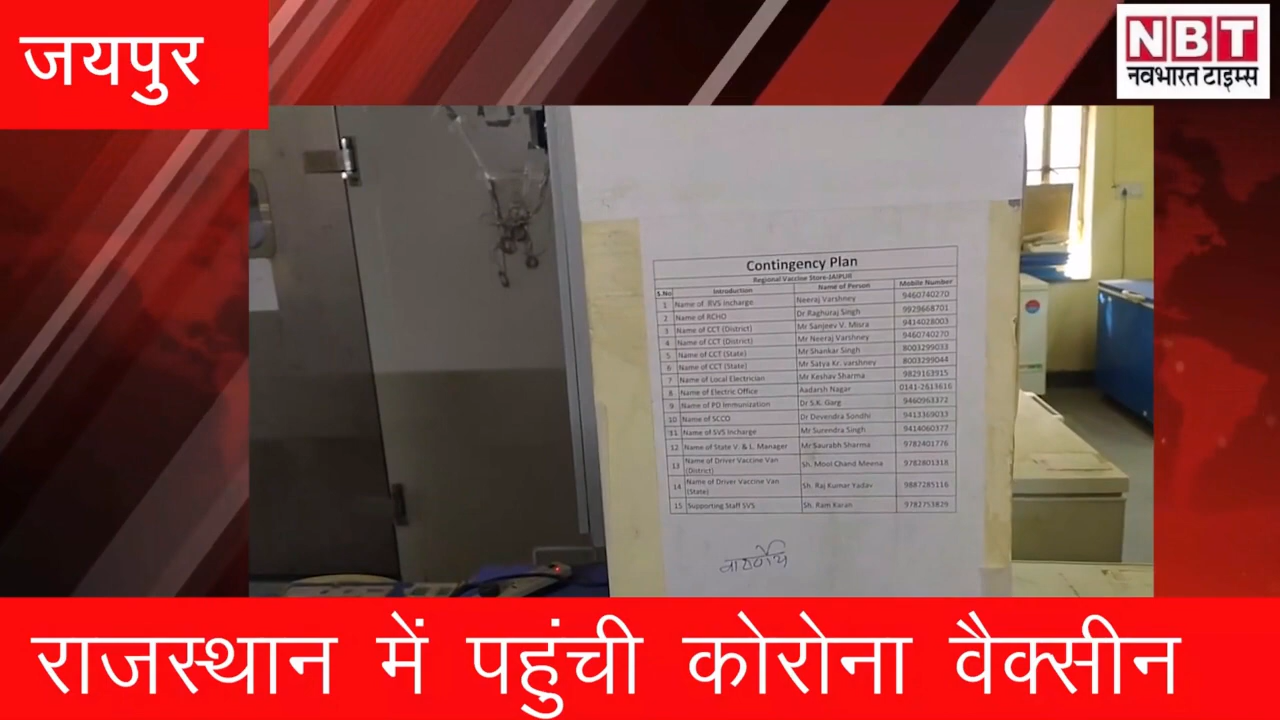 जयपुर
NBT
नवभारत टाइम्स
Contingency Plan
Regional Vaccine Store-JAIPUR
S.No Introduction Name of Person Mobile Number
1 Name of RVS Incharge Neeraj Varshney 9460740270
2 Name of RCHO Dr.Raghuraj Singh 9929668701
3 Name of CCT (District) Mr Sanjeev V. Misra 9414028003
4 Name of CCT (District) Mr Neeraj Varshney 9460740270
5 Name of CCT (State) Mr Shankar Singh 8003299033
6 Name of CCT (State) Mr Satya Kr. varshney 8003299044
7 Name of Local Electrician Mr Keshav Sharma 9829163915
8 Name of Electric Office Aadarsh Nagar 0141-2613616
9 Name of PD Immunization Dr S.K. Garg 9460963372
10 Name of SCCO Dr Devendra Sondhi 9413369033
11 Name of SVS Incharge Mr Surendra Singh 9414060377
12 Name of State V. & L. Manager Mr Saurabh Sharma 9782401776
13 Name of Driver Vaccine Van (District) Sh. Mool Chand Meena 9782801318
14 Name of Driver Vaccine Van (State) Sh. Raj Kumar Yadav 9887285116
15 Supporting Staff SVS Sh. Ram Karan 9782753829
राजस्थान में पहुंची कोरोना वैक्सीन